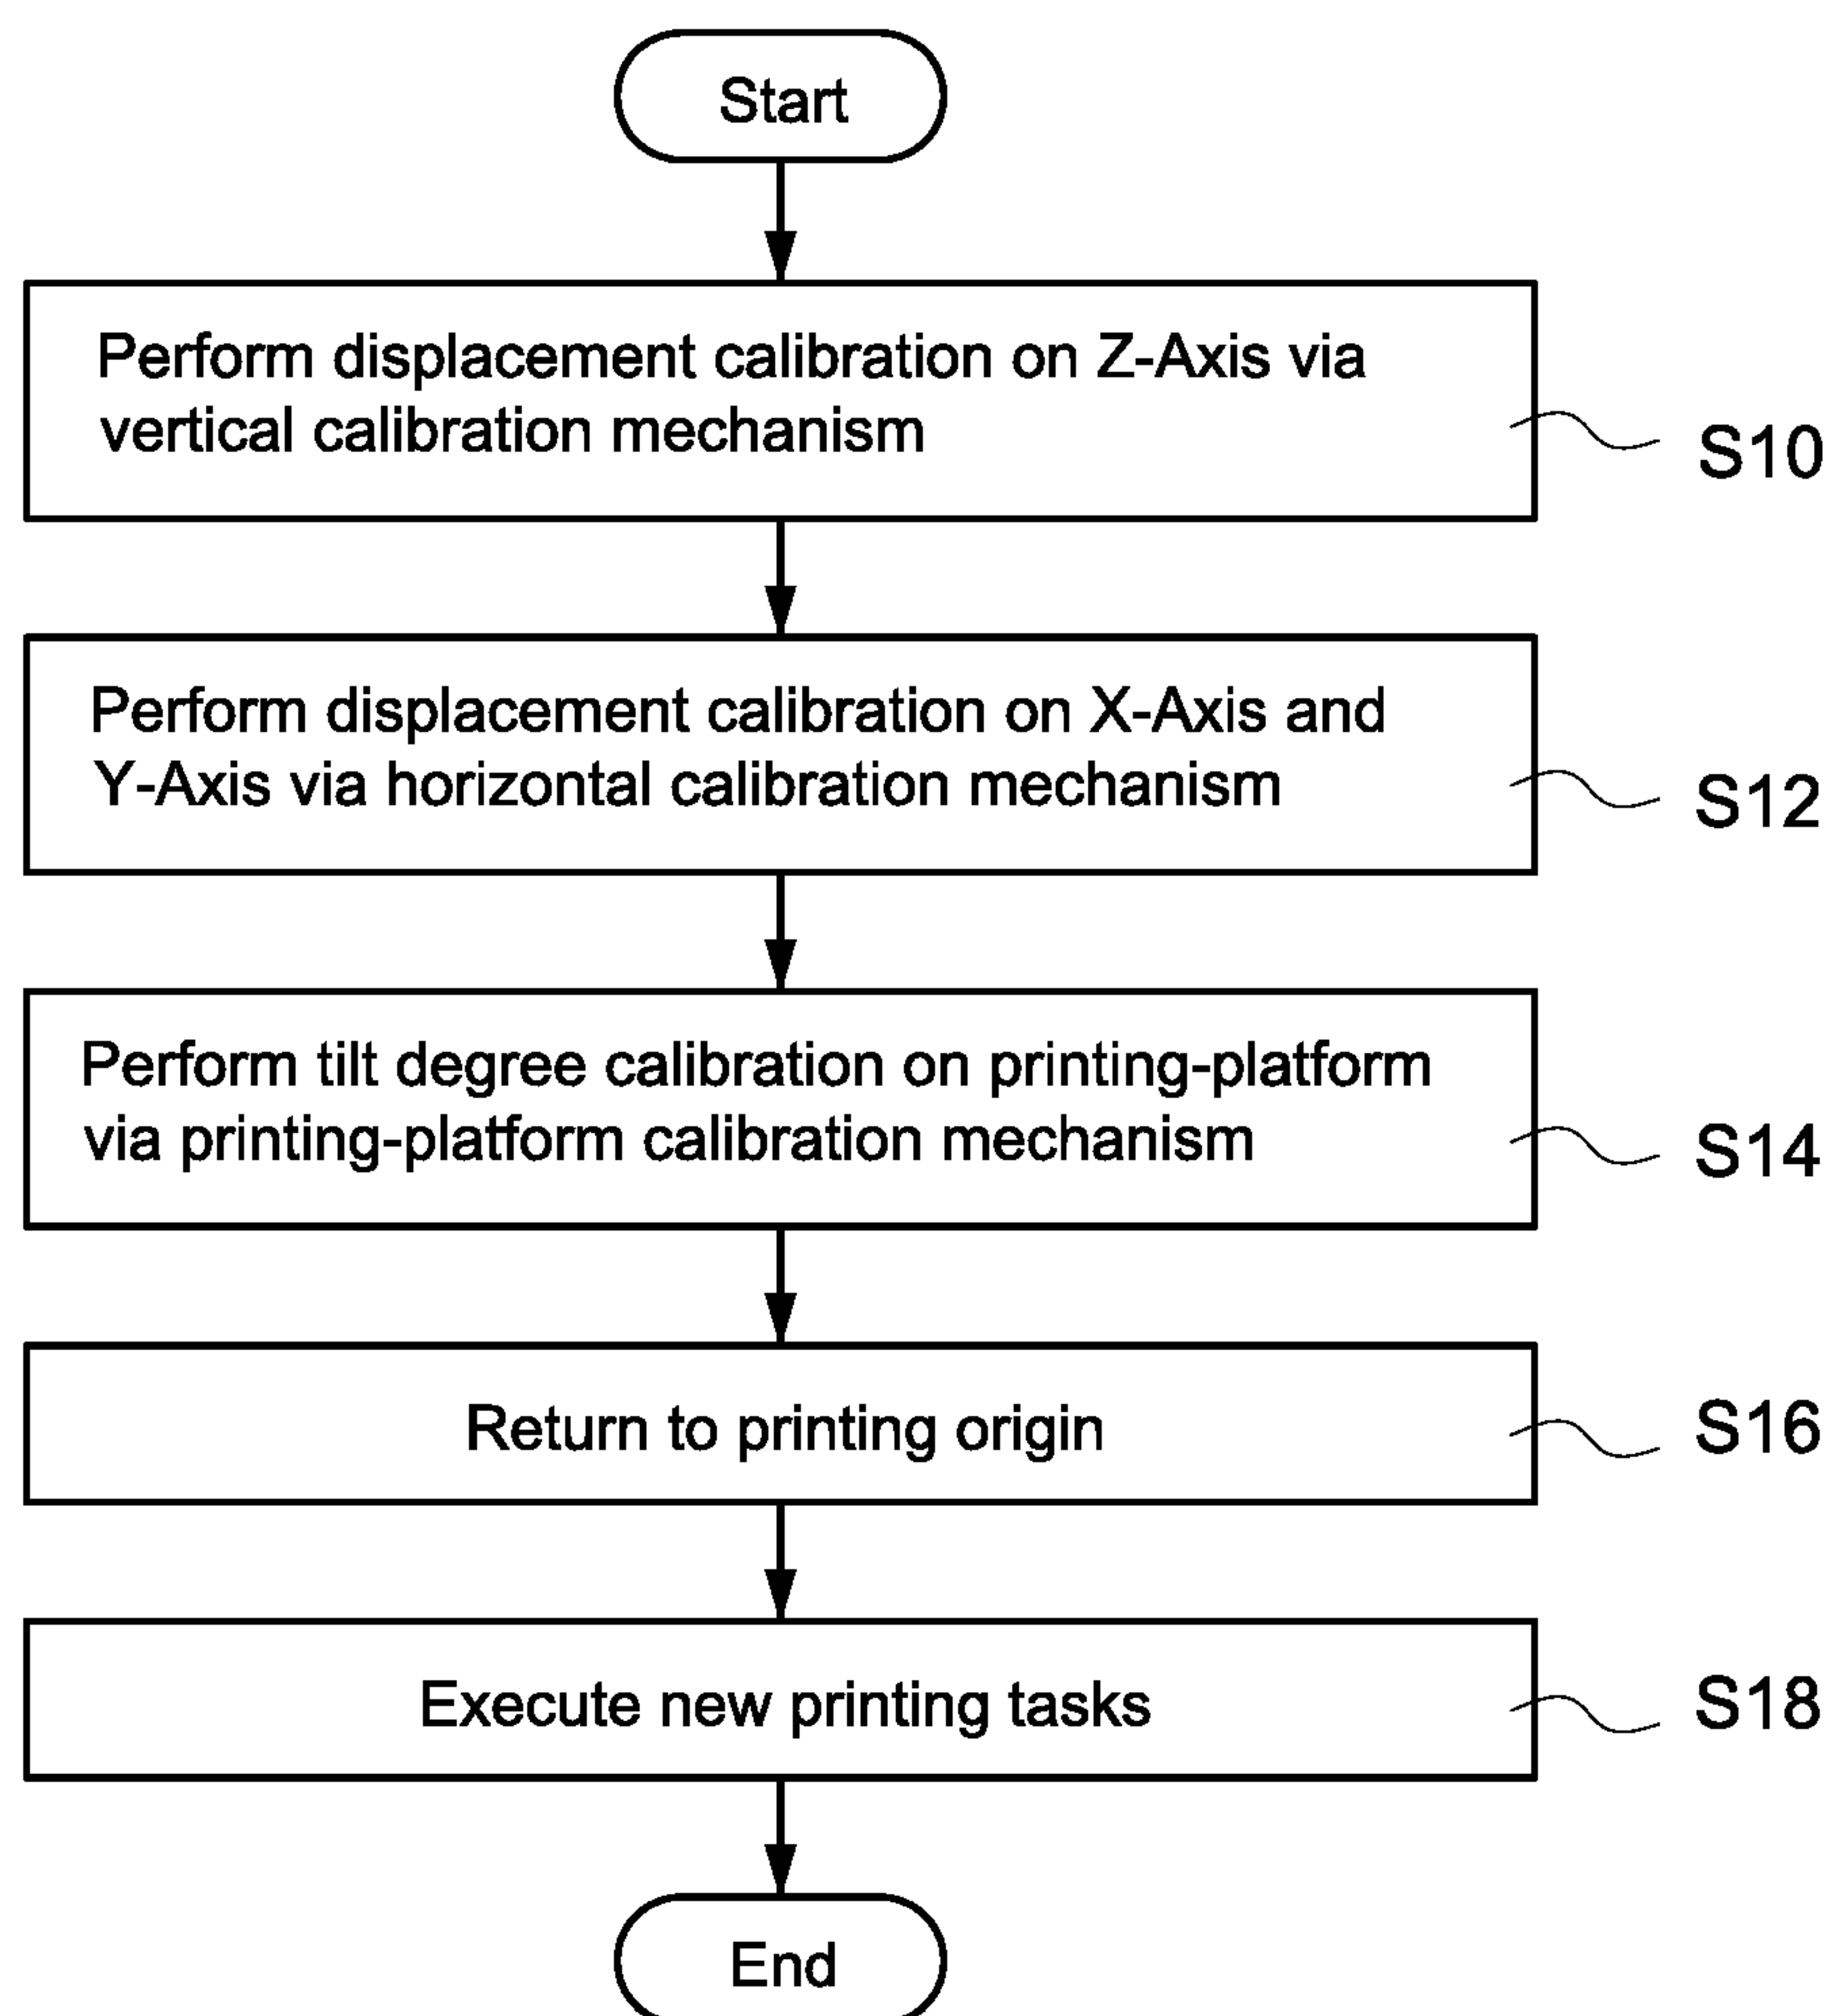 Start
Perform displacement calibration on Z-Axis via
vertical calibration mechanism
S10
Perform displacement calibration on X-Axis and
Y-Axis via horizontal calibration mechanism
S12
Perform tilt degree calibration on printing-platform
via printing-platform calibration mechanism
S14
Return to printing origin
S16
Execute new printing tasks
S18
End